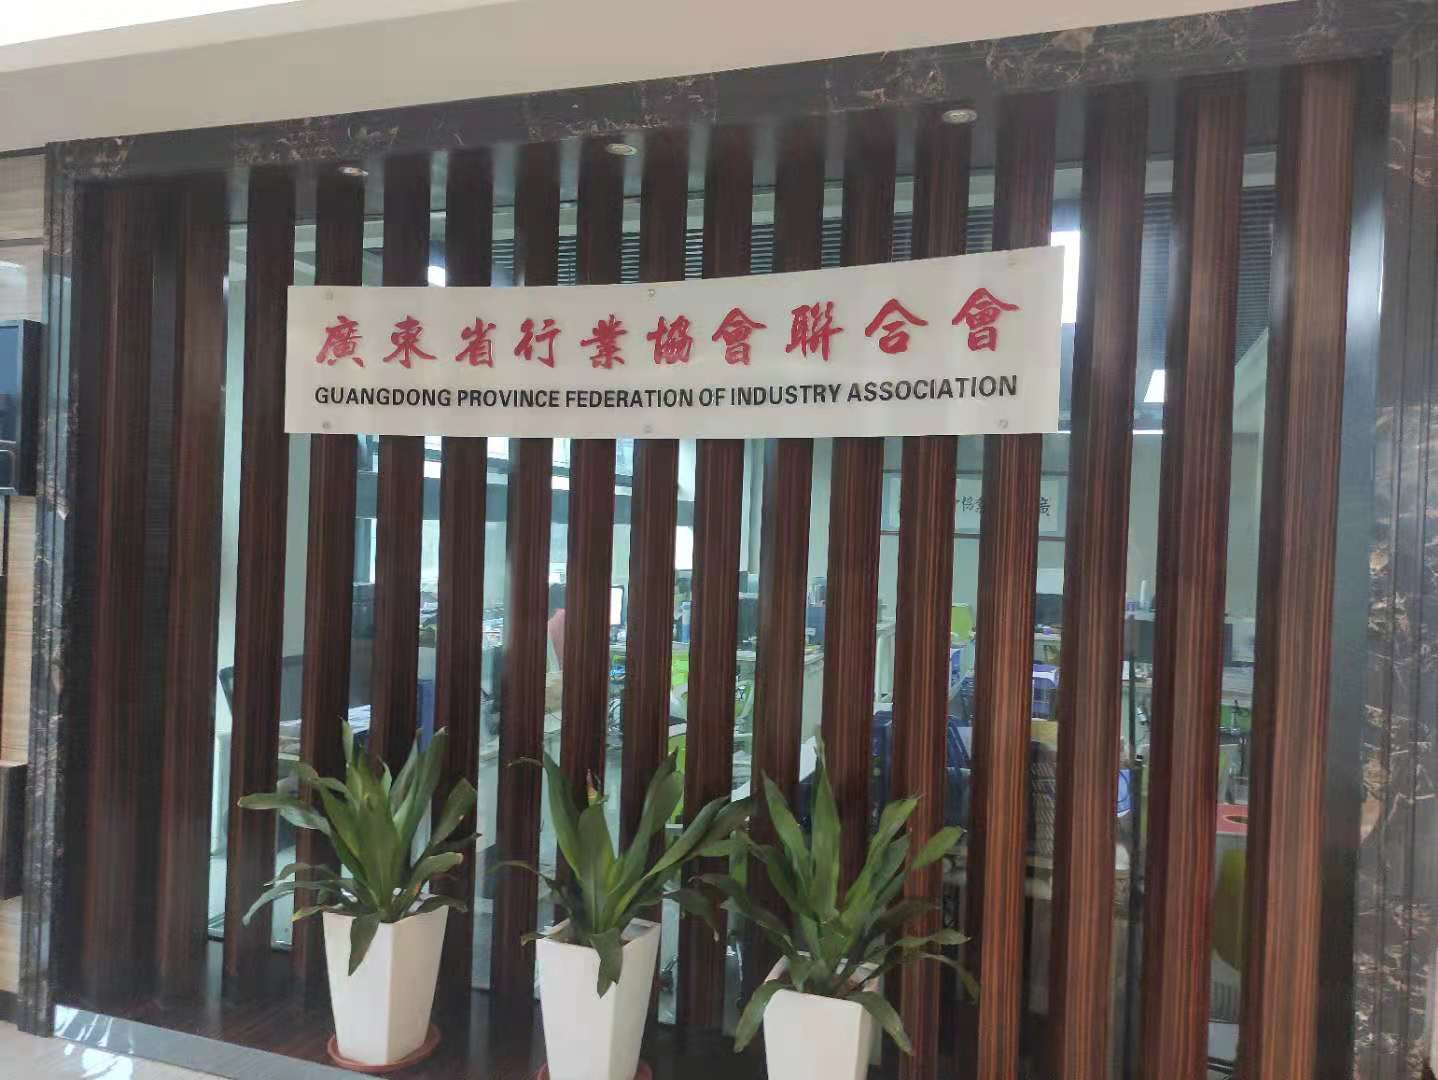 廣東省行業協會聯合會
GUANGDONG PROVINCE FEDERATION OF INDUSTRY ASSOCIATION